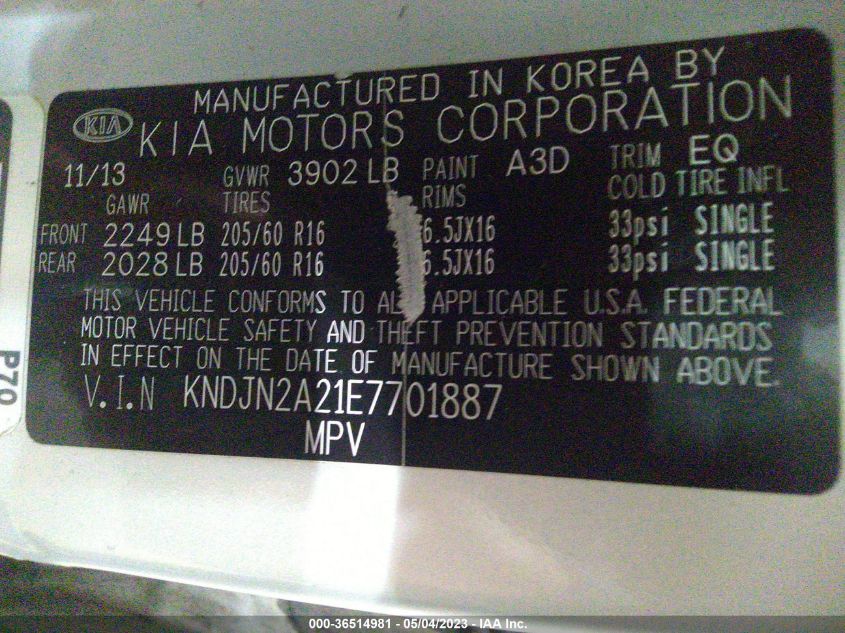 MANUFACTURED IN KOREA BY
KIA KIA MOTORS CORPORATION
11/13 GVWR 3902 LB PAINT A3D TRIM EQ
GAWR TIRES RIMS COLD TIRE INFL
FRONT 2249 LB 205/60 R16 6.5JX16 33psi SINGLE
REAR 2028 LB 205/60 R16 6.5JX16 33psi SINGLE
THIS VEHICLE CONFORMS TO ALL APPLICABLE U.S.A. FEDERAL
MOTOR VEHICLE SAFETY AND THEFT PREVENTION STANDARDS
IN EFFECT ON THE DATE OF MANUFACTURE SHOWN ABOVE.
V.I.N KNDJN2A21E7701887
MPV
P70
000-36514981 - 05/04/2023 - IAA Inc.